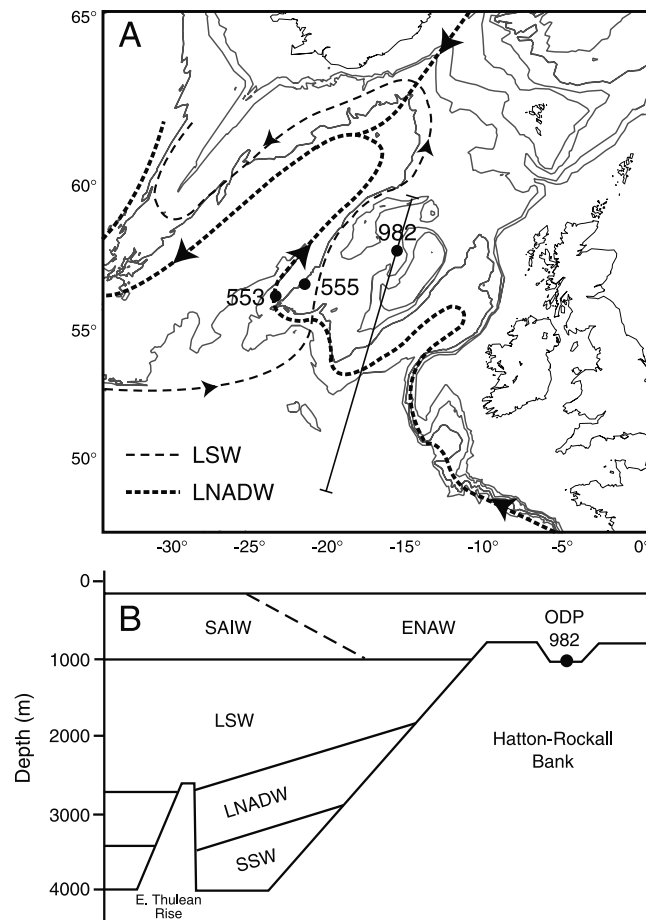 65°
A
60°
982
553
555
55°
50°
LSW
LNADW
-30°
-25°
-20°
-15°
-10°
-5°
0°
0
B
SAIW
ENAW
ODP
982
1000
LSW
2000
Hatton-Rockall
Bank
Depth (m)
LNADW
3000
SSW
4000
E. Thulean
Rise